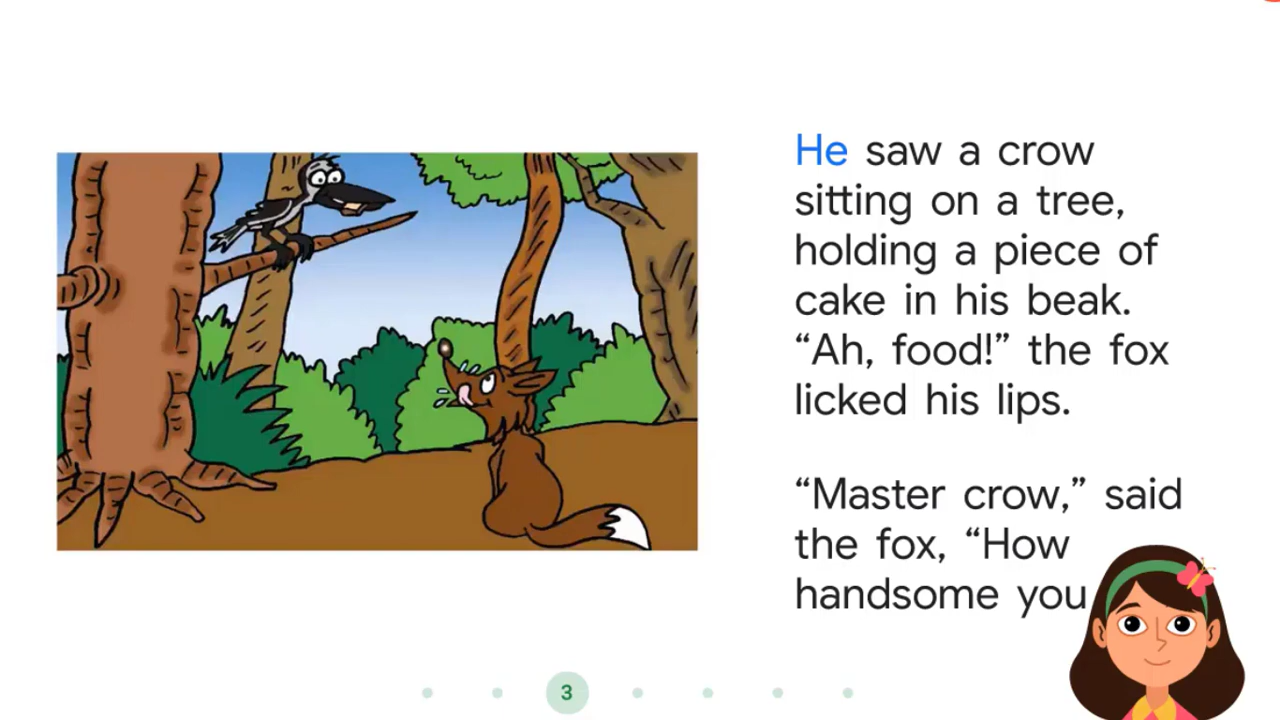 He saw a crow
sitting on a tree,
holding a piece of
cake in his beak.
“Ah, food!” the fox
licked his lips.
“Master crow,” said
the fox, “How
handsome you
3